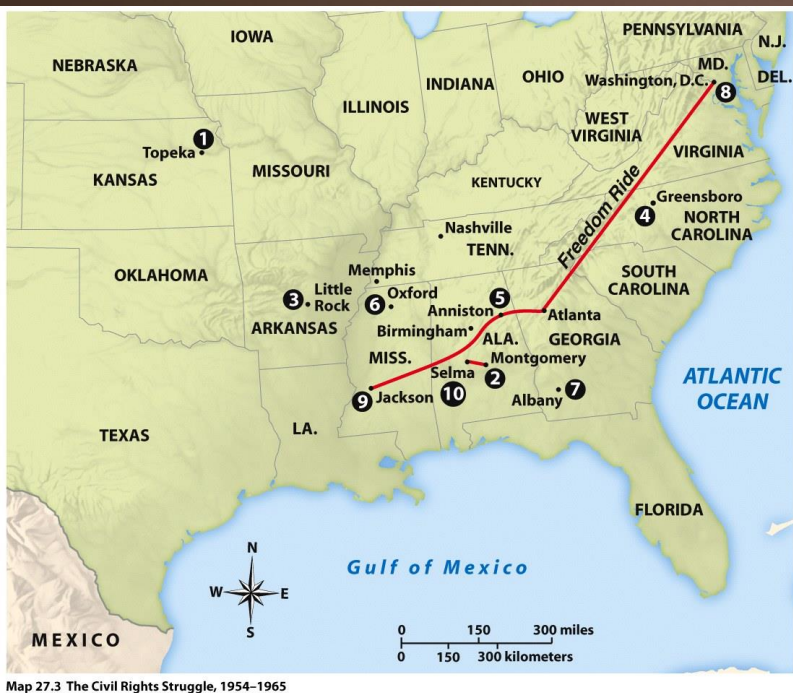 PENNSYLVANIA
N.J.
IOWA
NEBRASKA
MD.
OHIO
INDIANA
Washington, D.C.
DEL.
8
ILLINOIS
WEST
VIRGINIA
1
Topeka
VIRGINIA
MISSOURI
KANSAS
KENTUCKY
Freedom Ride
Greensboro
4
NORTH
CAROLINA
Nashville
TENN.
OKLAHOMA
Memphis
SOUTH
CAROLINA
3
Little
Rock
6
Oxford
5
Anniston
Atlanta
ARKANSAS
Birmingham
ALA.
GEORGIA
MISS.
Montgomery
Selma
2
ATLANTIC
OCEAN
9
Jackson
10
Albany
7
TEXAS
LA.
FLORIDA
N
W
E
S
Gulf of Mexico
0 150 300 miles
0 150 300 kilometers
MEXICO
Map 27.3 The Civil Rights Struggle, 1954–1965